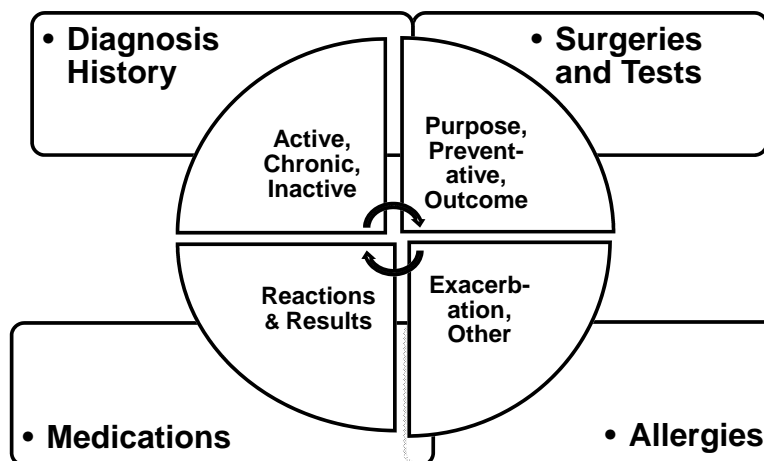 • Diagnosis
History
• Surgeries
and Tests
Active,
Chronic,
Inactive
Purpose,
Prevent-
ative,
Outcome
Reactions
& Results
Exacerb-
ation,
Other
• Medications
• Allergies